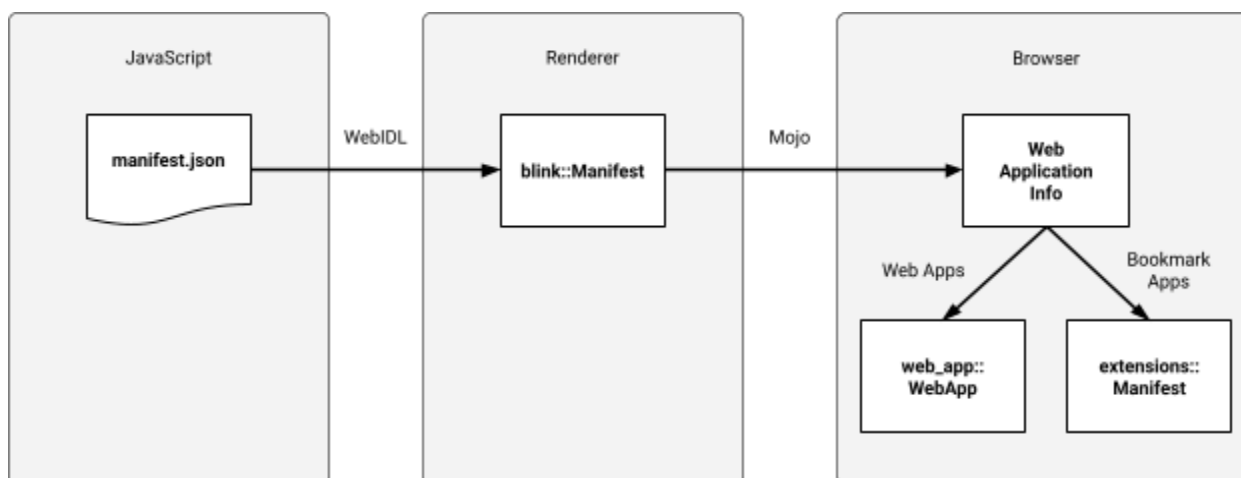 JavaScript
Renderer
Browser
manifest.json
WebIDL
blink::Manifest
Mojo
Web
Application
Info
Web Apps
Bookmark
Apps
web_app::
WebApp
extensions::
Manifest